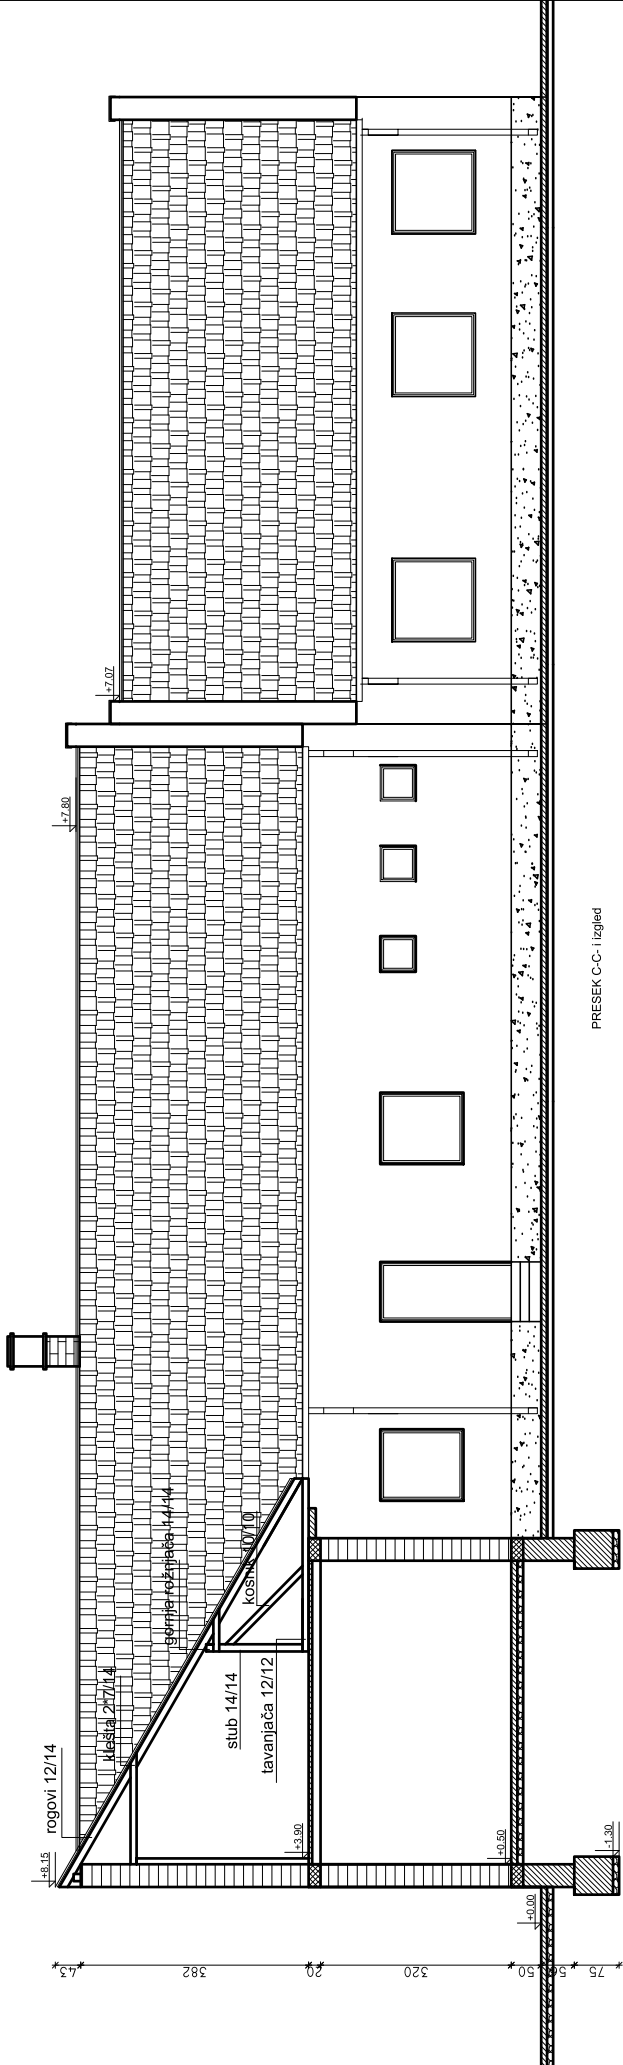 +7.07
+7.80
rogovi 12/14
klešta 2*7/14
gornja rožnjača 14/14
kosnik 10/10
stub 14/14
tavanjača 12/12
+8.15
+3.90
+0.50
-1.30
+0.00
43
382
20
320
50
75
PRESEK C-C- i izgled